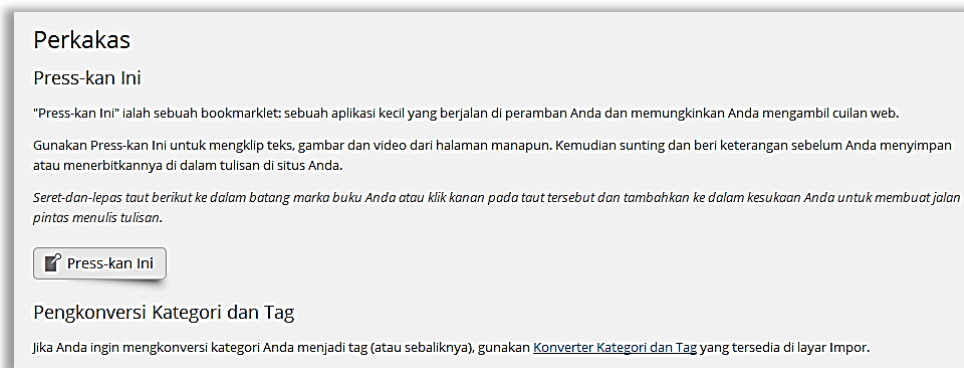 Perkakas
Press-kan Ini
"Press-kan Ini" ialah sebuah bookmarklet: sebuah aplikasi kecil yang berjalan di peramban Anda dan memungkinkan Anda mengambil cuilan web.
Gunakan Press-kan Ini untuk mengklip teks, gambar dan video dari halaman manapun. Kemudian sunting dan beri keterangan sebelum Anda menyimpan
atau menerbitkannya di dalam tulisan di situs Anda.
Seret-dan-lepas taut berikut ke dalam batang marka buku Anda atau klik kanan pada taut tersebut dan tambahkan ke dalam kesukaan Anda untuk membuat jalan
pintas menulis tulisan.
Press-kan Ini
Pengkonversi Kategori dan Tag
Jika Anda ingin mengkonversi kategori Anda menjadi tag (atau sebaliknya), gunakan Konverter Kategori dan Tag yang tersedia di layar Impor.